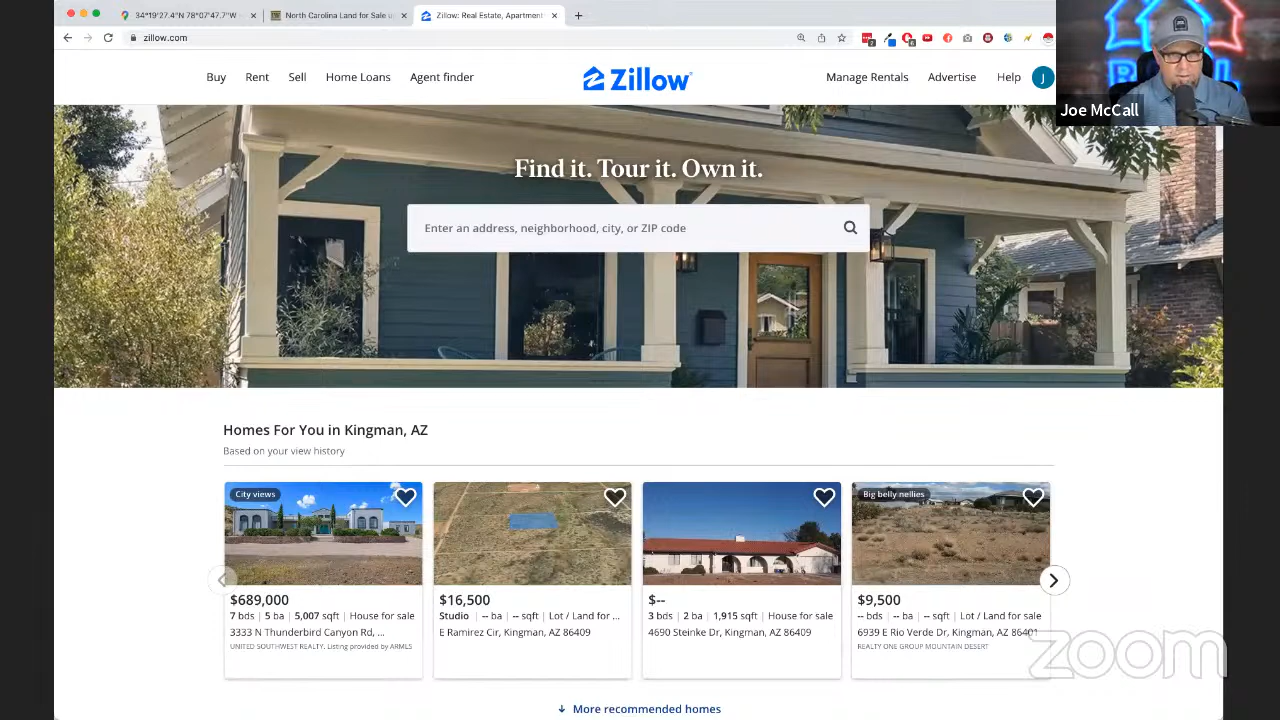 34°19'27.4"N 78°07'47.7"W
North Carolina Land for Sale u
Zillow: Real Estate, Apartment
zillow.com
Buy
Rent
Sell
Home Loans
Agent finder
Zillow
Manage Rentals
Advertise
Help
J
Joe McCall
Find it. Tour it. Own it.
Enter an address, neighborhood, city, or ZIP code
Homes For You in Kingman, AZ
Based on your view history
City views
$689,000
7 bds | 5 ba | 5,007 sqft | House for sale
3333 N Thunderbird Canyon Rd, ...
UNITED SOUTHWEST REALTY. Listing provided by ARMLS
$16,500
Studio | -- ba | -- sqft | Lot / Land for ...
E Ramirez Cir, Kingman, AZ 86409
$--
3 bds | 2 ba | 1,915 sqft | House for sale
4690 Steinke Dr, Kingman, AZ 86409
Big belly nellies
$9,500
-- bds | -- ba | -- sqft | Lot / Land for sale
6939 E Rio Verde Dr, Kingman, AZ 86401
REALTY ONE GROUP MOUNTAIN DESERT
More recommended homes
zoom